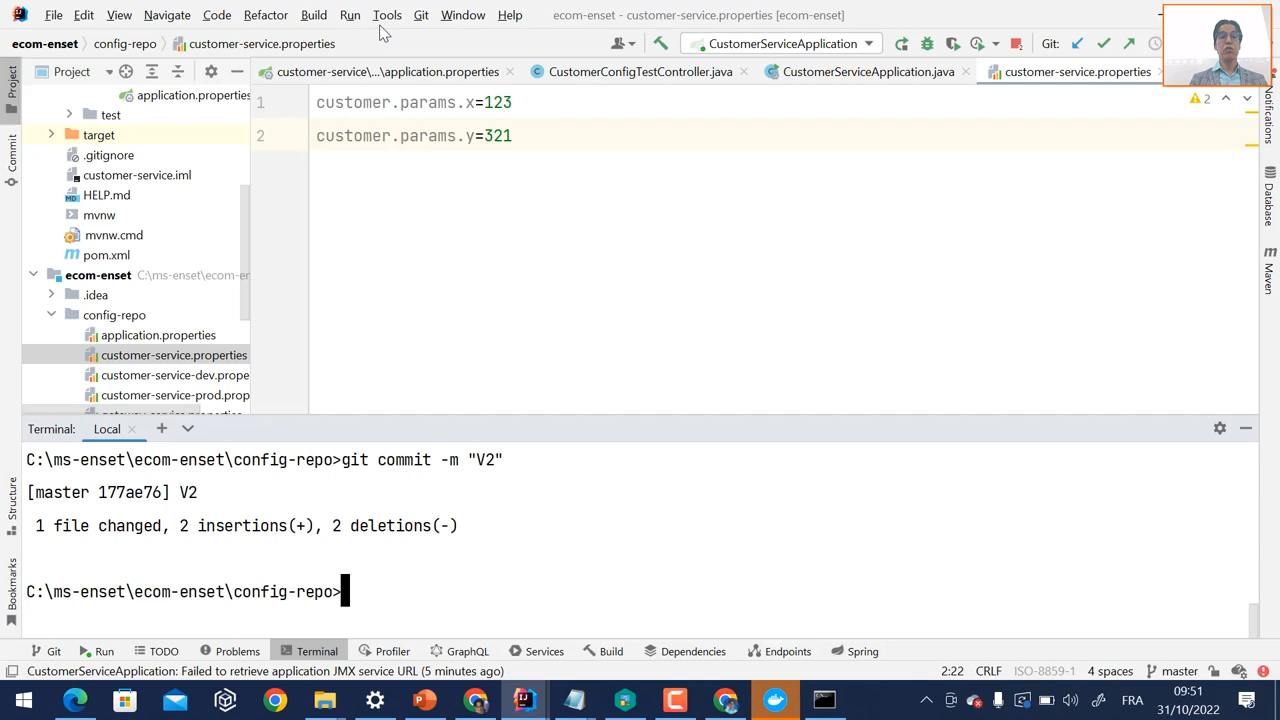 File Edit View Navigate Code Refactor Build Run Tools Git Window Help ecom-enset - customer-service.properties [ecom-enset]
ecom-enset config-repo customer-service.properties CustomerServiceApplication Git:
Project customer-service\...\application.properties CustomerConfigTestController.java CustomerServiceApplication.java customer-service.properties
Project
Commit
Structure
Bookmarks
Notifications
Database
Maven
application.properties
test
target
.gitignore
customer-service.iml
HELP.md
mvnw
mvnw.cmd
pom.xml
ecom-enset C:\ms-enset\ecom-en
.idea
config-repo
application.properties
customer-service.properties
customer-service-dev.prope
customer-service-prod.prop
1 customer.params.x=123
2 customer.params.y=321
2
Terminal: Local
C:\ms-enset\ecom-enset\config-repo>git commit -m "V2"
[master 177ae76] V2
1 file changed, 2 insertions(+), 2 deletions(-)
C:\ms-enset\ecom-enset\config-repo>
Git Run TODO Problems Terminal Profiler GraphQL Services Build Dependencies Endpoints Spring
CustomerServiceApplication: Failed to retrieve application JMX service URL (5 minutes ago) 2:22 CRLF ISO-8859-1 4 spaces master
FRA 09:51
31/10/2022